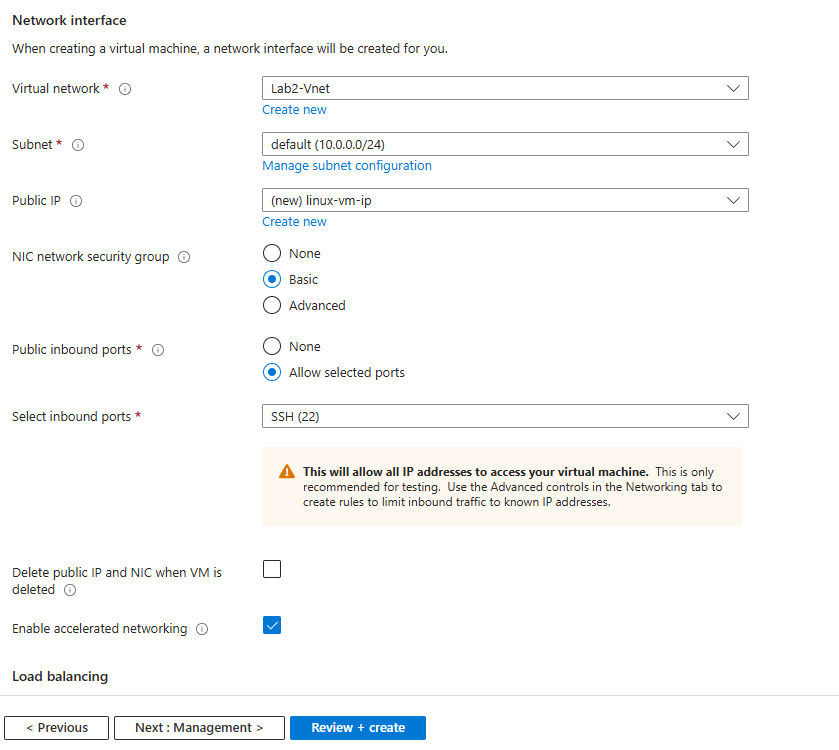 Network interface
When creating a virtual machine, a network interface will be created for you.
Virtual network *
Lab2-Vnet
Create new
Subnet *
default (10.0.0.0/24)
Manage subnet configuration
Public IP
(new) linux-vm-ip
Create new
NIC network security group
None
Basic
Advanced
Public inbound ports *
None
Allow selected ports
Select inbound ports *
SSH (22)
This will allow all IP addresses to access your virtual machine. This is only
recommended for testing. Use the Advanced controls in the Networking tab to
create rules to limit inbound traffic to known IP addresses.
Delete public IP and NIC when VM is
deleted
Enable accelerated networking
Load balancing
< Previous
Next : Management >
Review + create